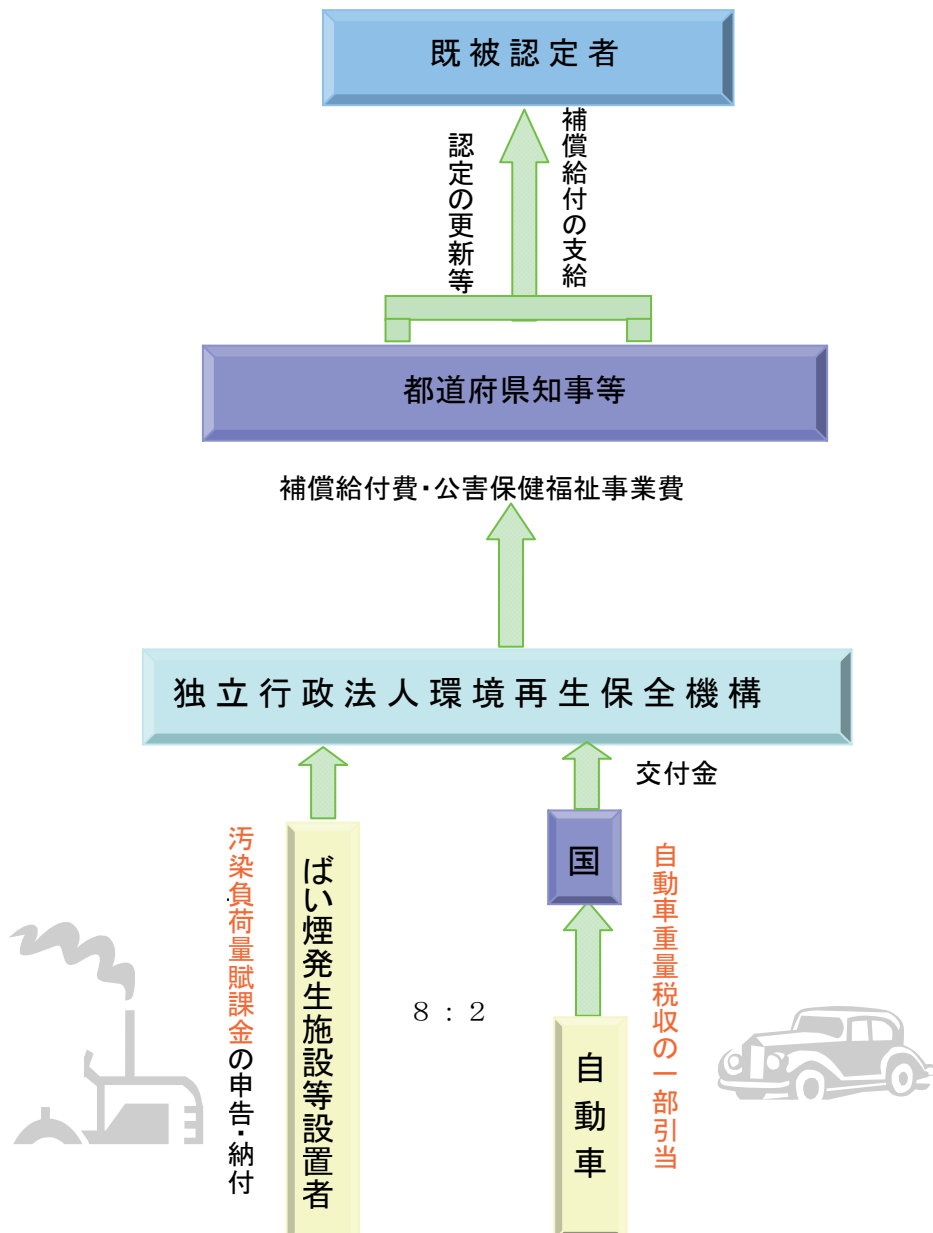 既被認定者
認定の更新等
補償給付の支給
都道府県知事等
補償給付費・公害保健福祉事業費
独立行政法人環境再生保全機構
交付金
汚染負荷量賦課金の申告・納付
ばい煙発生施設等設置者
8：2
国
自動車重量税収の一部引当
自動車